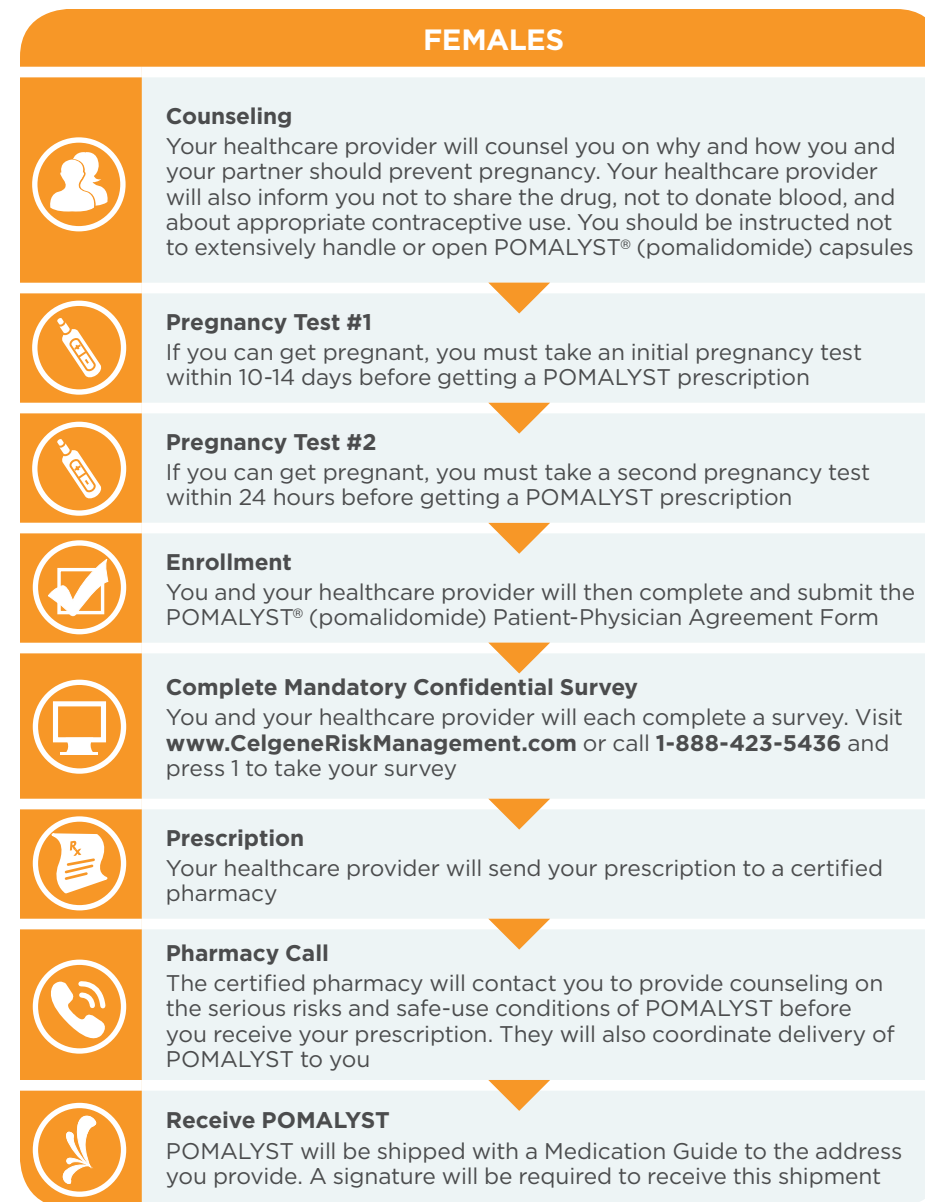 FEMALES
Counseling
Your healthcare provider will counsel you on why and how you and
your partner should prevent pregnancy. Your healthcare provider
will also inform you not to share the drug, not to donate blood, and
about appropriate contraceptive use. You should be instructed not
to extensively handle or open POMALYST® (pomalidomide) capsules
Pregnancy Test #1
If you can get pregnant, you must take an initial pregnancy test
within 10-14 days before getting a POMALYST prescription
Pregnancy Test #2
If you can get pregnant, you must take a second pregnancy test
within 24 hours before getting a POMALYST prescription
Enrollment
You and your healthcare provider will then complete and submit the
POMALYST® (pomalidomide) Patient-Physician Agreement Form
Complete Mandatory Confidential Survey
You and your healthcare provider will each complete a survey. Visit
www.CelgeneRiskManagement.com or call 1-888-423-5436 and
press 1 to take your survey
Rx
Prescription
Your healthcare provider will send your prescription to a certified
pharmacy
Pharmacy Call
The certified pharmacy will contact you to provide counseling on
the serious risks and safe-use conditions of POMALYST before
you receive your prescription. They will also coordinate delivery of
POMALYST to you
Receive POMALYST
POMALYST will be shipped with a Medication Guide to the address
you provide. A signature will be required to receive this shipment